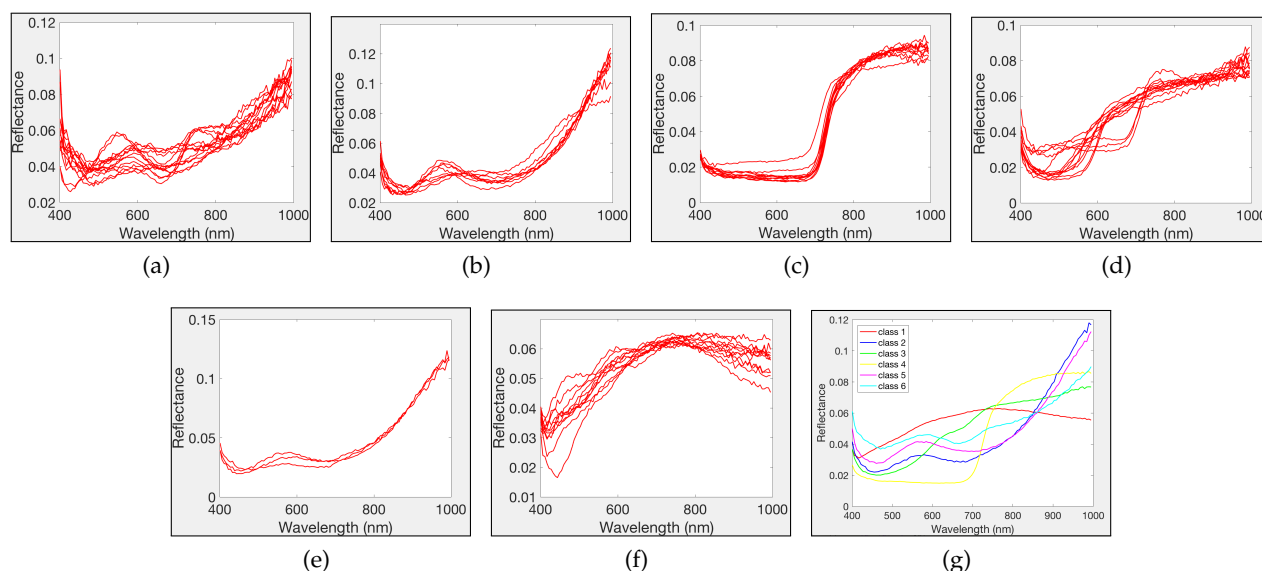 0.12
0.1
0.08
0.06
0.04
0.02
Reflectance
400 600 800 1000
Wavelength (nm)
(a)
0.12
0.1
0.08
0.06
0.04
0.02
Reflectance
400 600 800 1000
Wavelength (nm)
(b)
0.1
0.08
0.06
0.04
0.02
0
Reflectance
400 600 800 1000
Wavelength (nm)
(c)
0.1
0.08
0.06
0.04
0.02
0
Reflectance
400 600 800 1000
Wavelength (nm)
(d)
0.15
0.1
0.05
0
Reflectance
400 600 800 1000
Wavelength (nm)
(e)
0.06
0.05
0.04
0.03
0.02
0.01
Reflectance
400 600 800 1000
Wavelength (nm)
(f)
0.12
0.1
0.08
0.06
0.04
0.02
0
Reflectance
class 1
class 2
class 3
class 4
class 5
class 6
400 500 600 700 800 900 1000
Wavelength (nm)
(g)